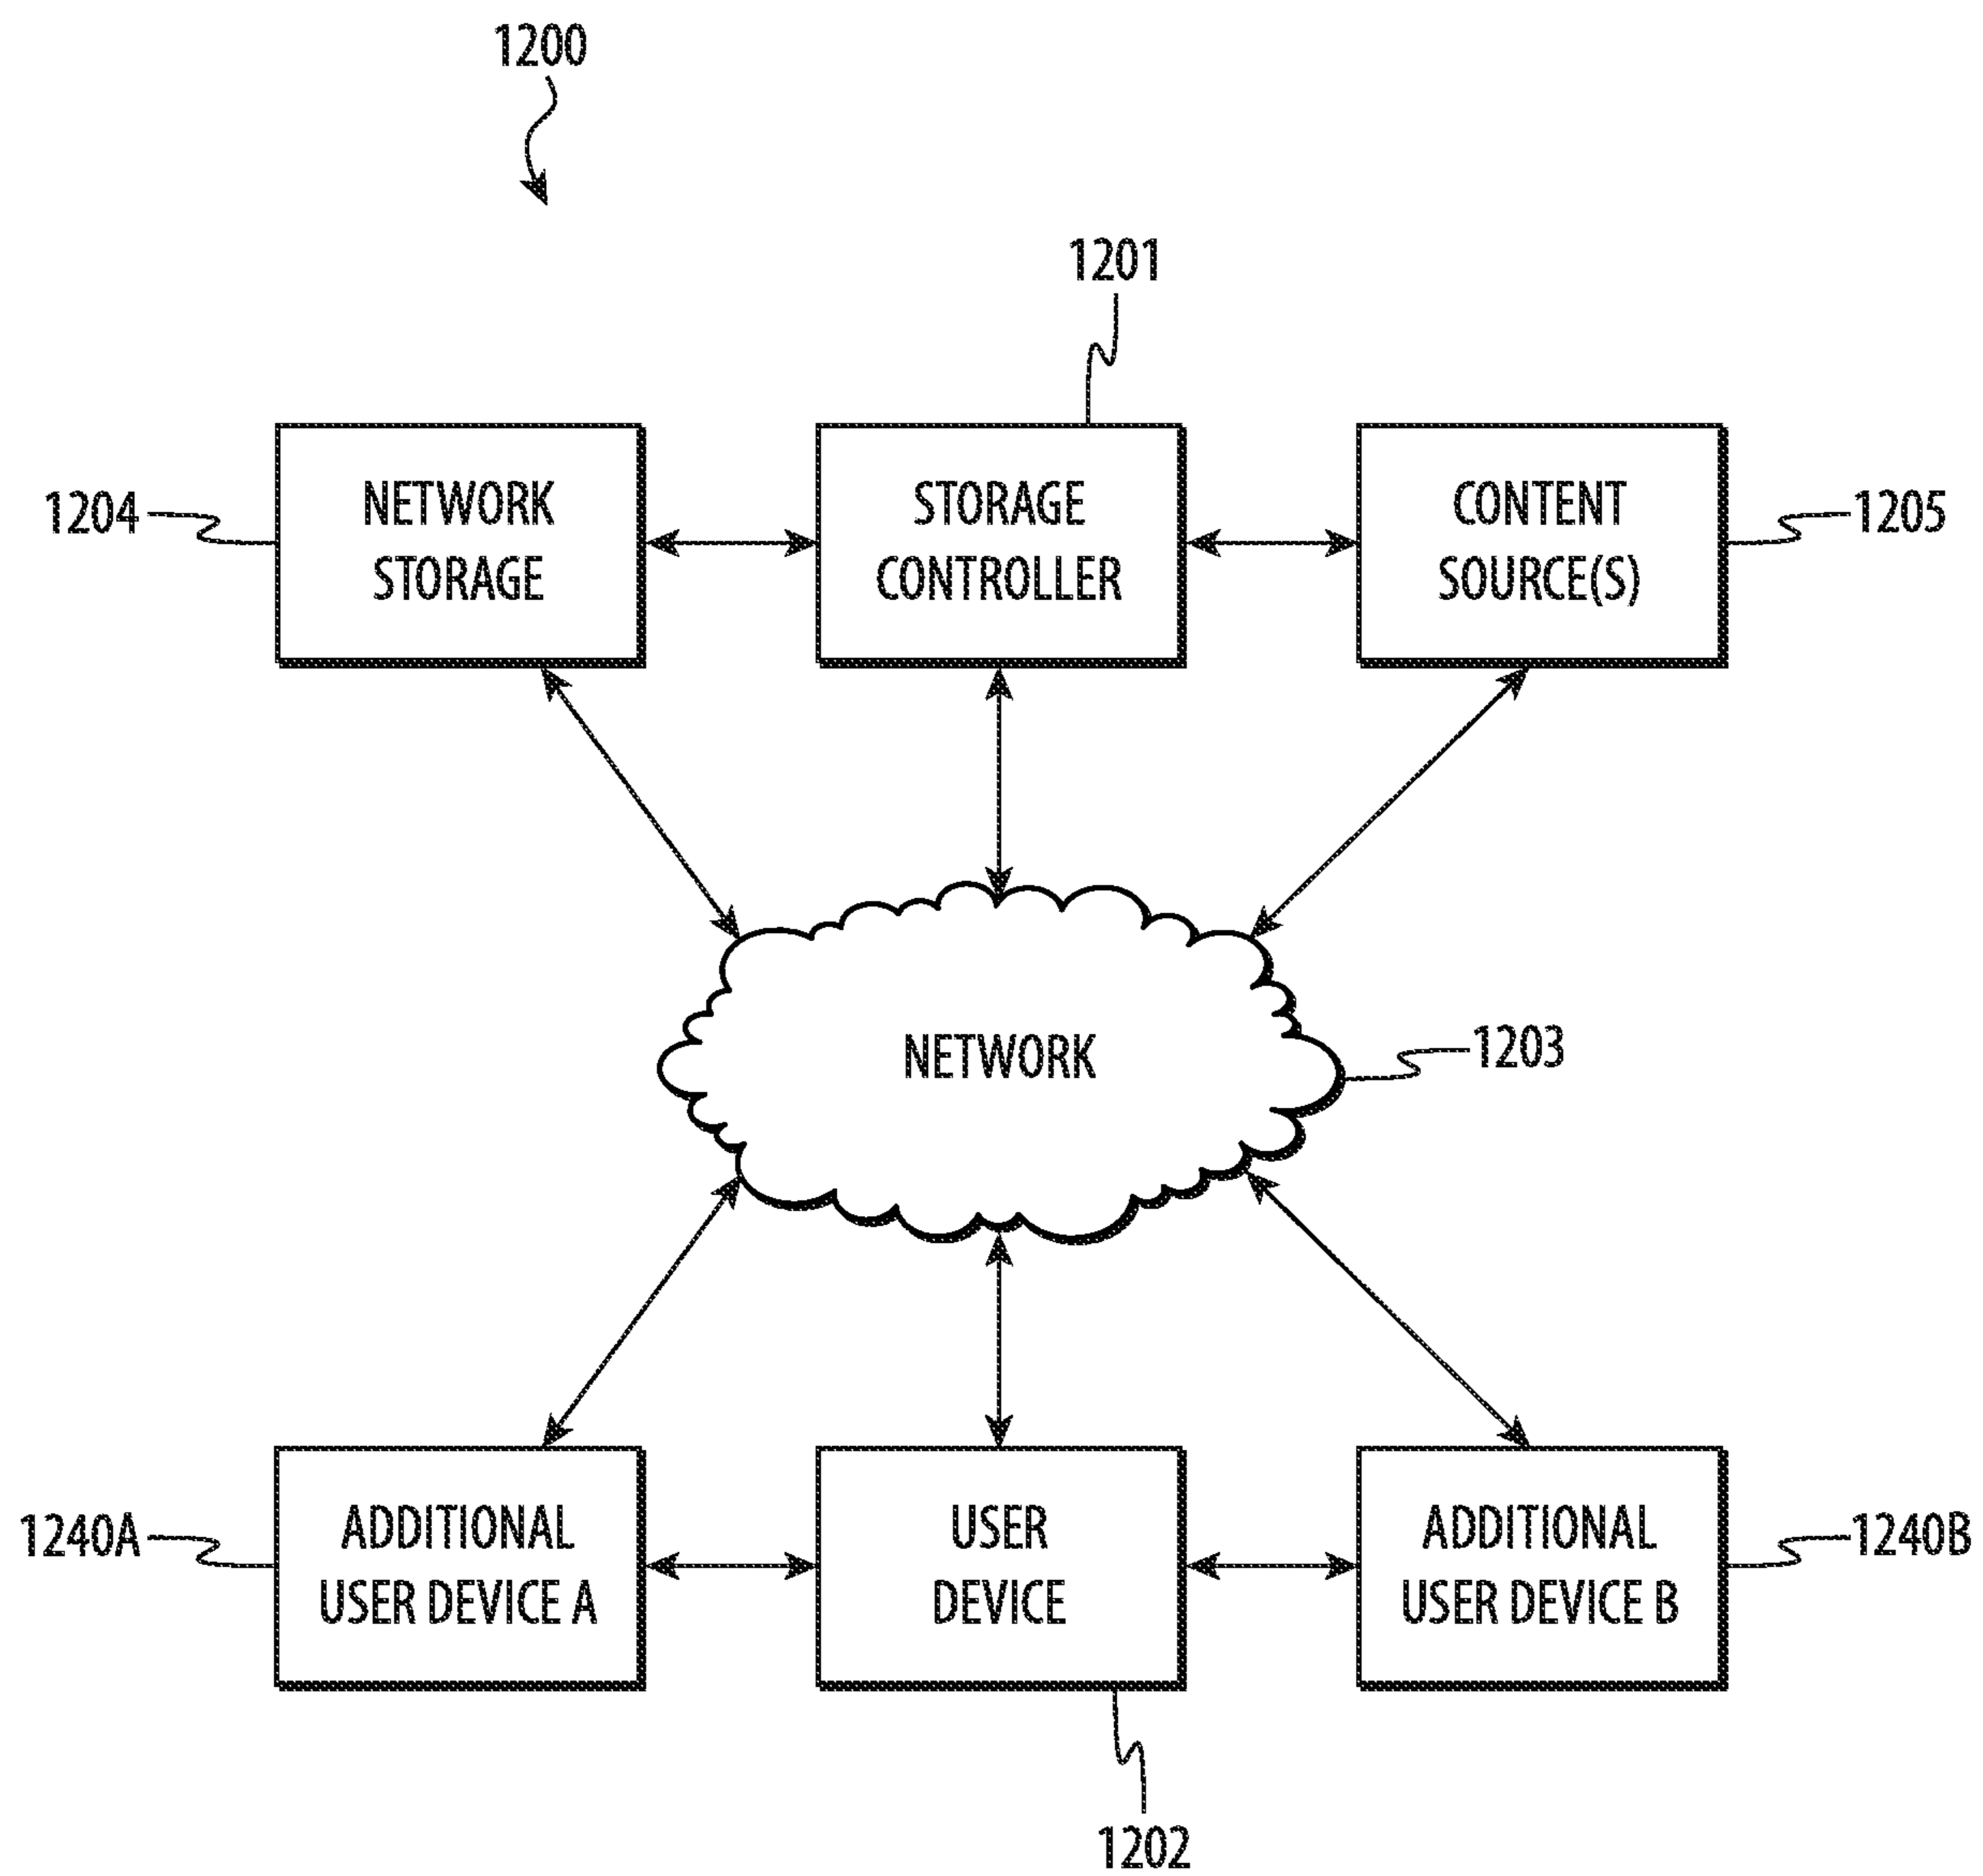 1200
1201
1204
NETWORK
STORAGE
STORAGE
CONTROLLER
CONTENT
SOURCE(S)
1205
NETWORK
1203
1240A
ADDITIONAL
USER DEVICE A
USER
DEVICE
ADDITIONAL
USER DEVICE B
1240B
1202